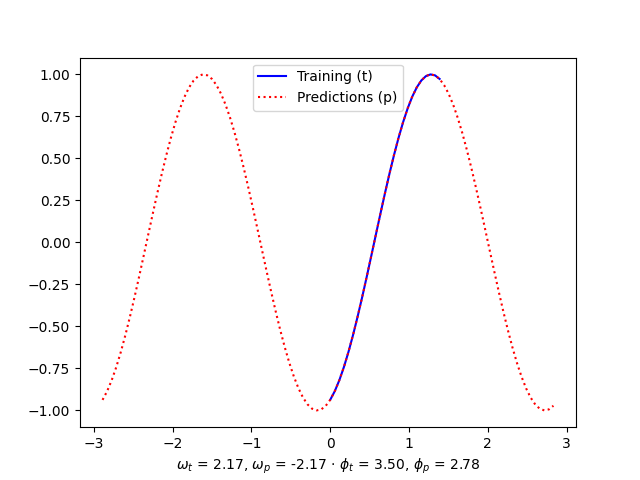 Training (t)
Predictions (p)
1.00
0.75
0.50
0.25
0.00
−0.25
−0.50
−0.75
−1.00
−3 −2 −1 0 1 2 3
ω_t = 2.17, ω_p = -2.17 · ϕ_t = 3.50, ϕ_p = 2.78